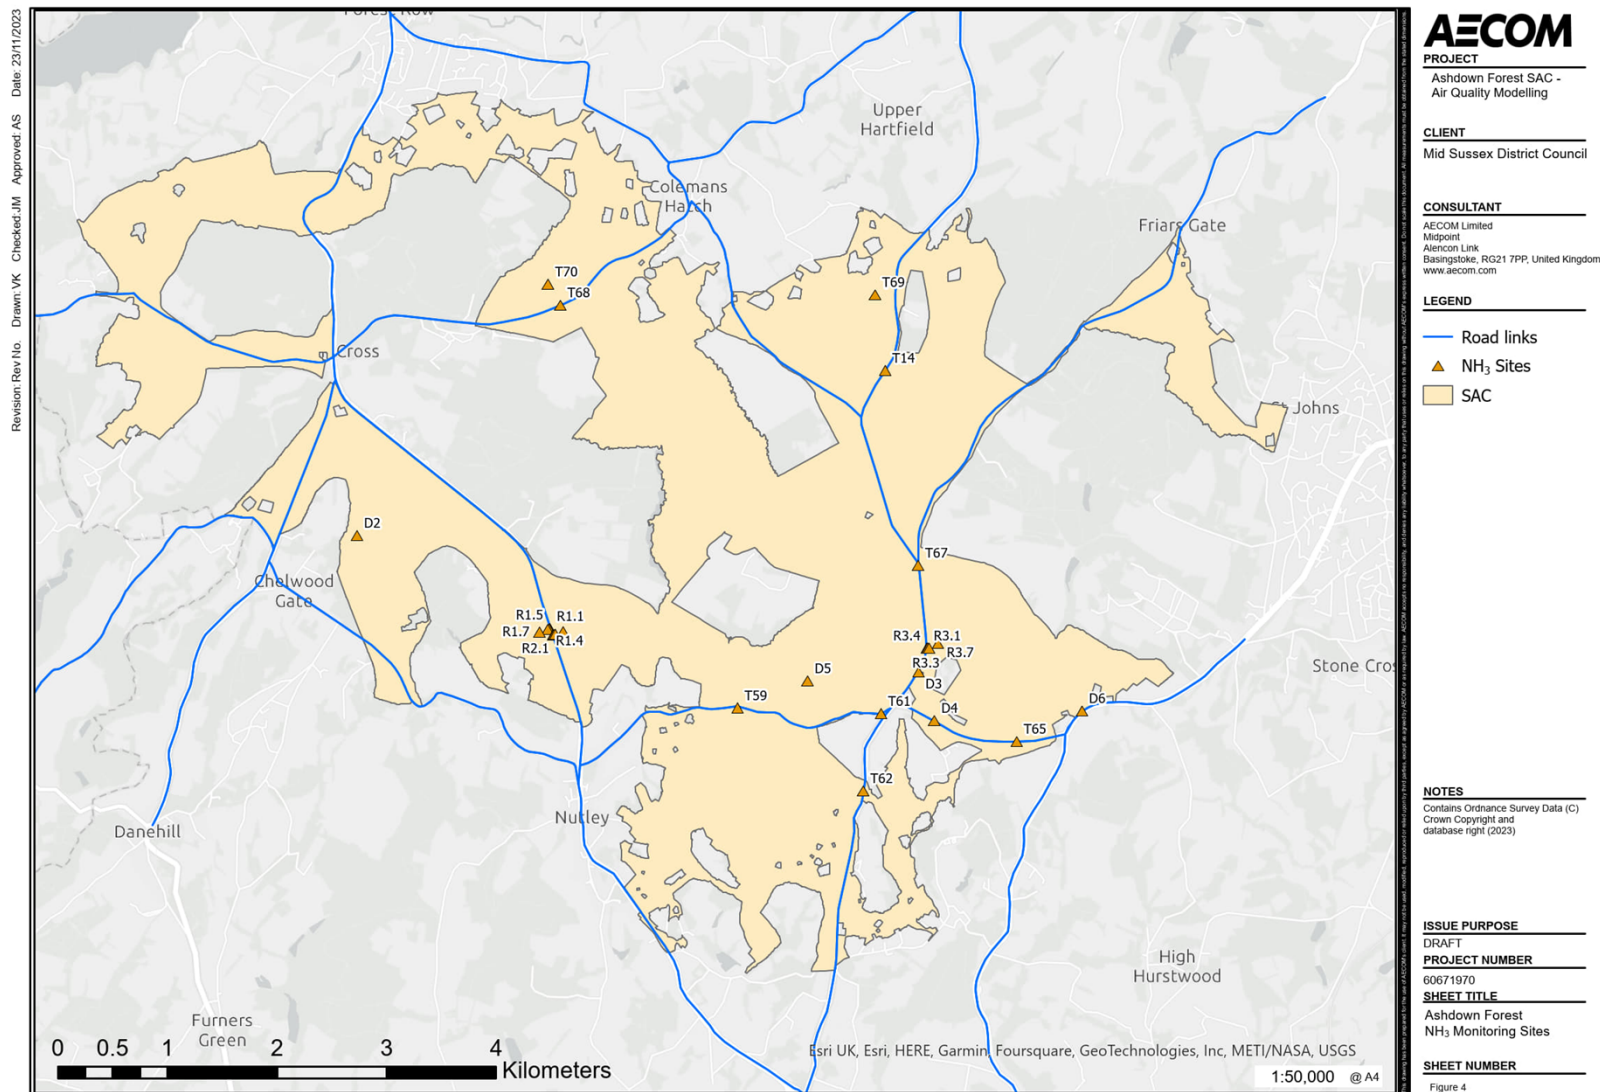 Revision: Rev No. Drawn: VK Checked: JM Approved: AS Date: 23/11/2023
Forest Row
Upper
Hartfield
Colemans
Hatch
Friars Gate
T70
T68
T69
Cross
T14
St Johns
D2
T67
Chelwood
Gate
R1.5
R1.1
R1.7
R1.4
R2.1
R3.4
R3.1
R3.7
R3.3
D3
Stone Cros
D5
T59
T61
D4
D6
T65
T62
Nutley
Danehill
High
Hurstwood
Furners
Green
0 0.5 1 2 3 4
Kilometers
Esri UK, Esri, HERE, Garmin, Foursquare, GeoTechnologies, Inc, METI/NASA, USGS
1:50,000 @ A4
AECOM
PROJECT
Ashdown Forest SAC -
Air Quality Modelling
CLIENT
Mid Sussex District Council
CONSULTANT
AECOM Limited
Midpoint
Alencon Link
Basingstoke, RG21 7PP, United Kingdom
www.aecom.com
LEGEND
Road links
NH₃ Sites
SAC
NOTES
Contains Ordnance Survey Data (C)
Crown Copyright and
database right (2023)
ISSUE PURPOSE
DRAFT
PROJECT NUMBER
60671970
SHEET TITLE
Ashdown Forest
NH₃ Monitoring Sites
SHEET NUMBER
Figure 4